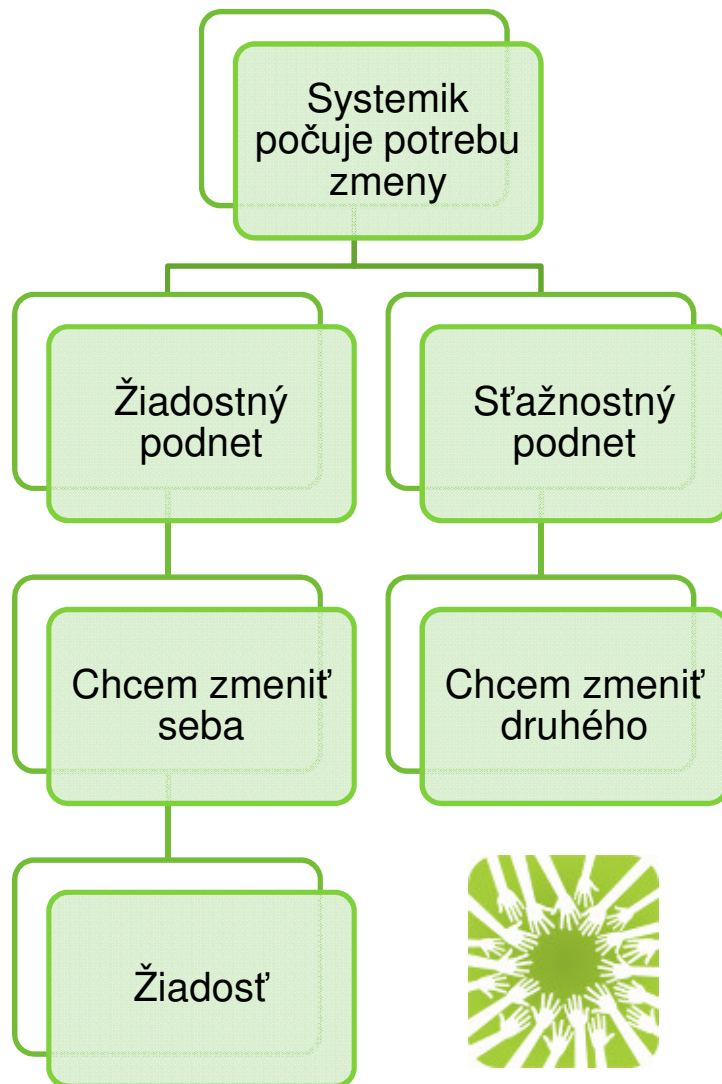 Systemik
počuje potrebu
zmeny
Žiadostný
podnet
Sťažnostný
podnet
Chcem zmeniť
seba
Chcem zmeniť
druhého
Žiadosť